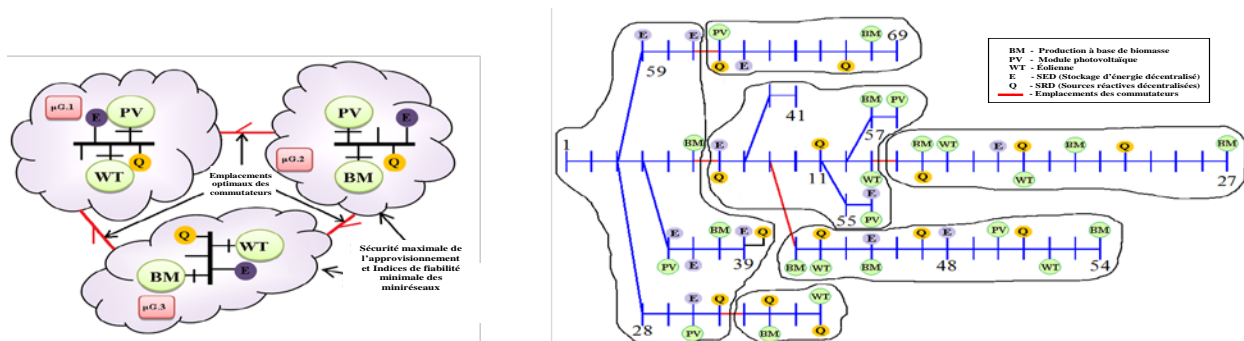 µG.1
E
PV
Q
WT
PV
E
µG.2
Q
BM
Emplacements
optimaux des
commutateurs
Q
WT
BM
E
µG.3
Sécurité maximale de
l'approvisionnement
et Indices de fiabilité
minimale des
miniréseaux
E
E
PV
BM
69
59
Q
E
Q
BM - Production à base de biomasse
PV - Module photovoltaïque
WT - Éolienne
E - SED (Stockage d'énergie décentralisé)
Q - SRD (Sources réactives décentralisées)
- Emplacements des commutateurs
41
BM
PV
57
1
BM
E
Q
Q
11
WT
RM
WT
E
Q
BM
Q
BM
Q
WT
27
E
55
PV
E
BM
E
Q
PV
E
39
Q
E
Q
E
PV
Q
48
BM
WT
BM
WT
54
E
Q
Q
WT
28
PV
BM
Q